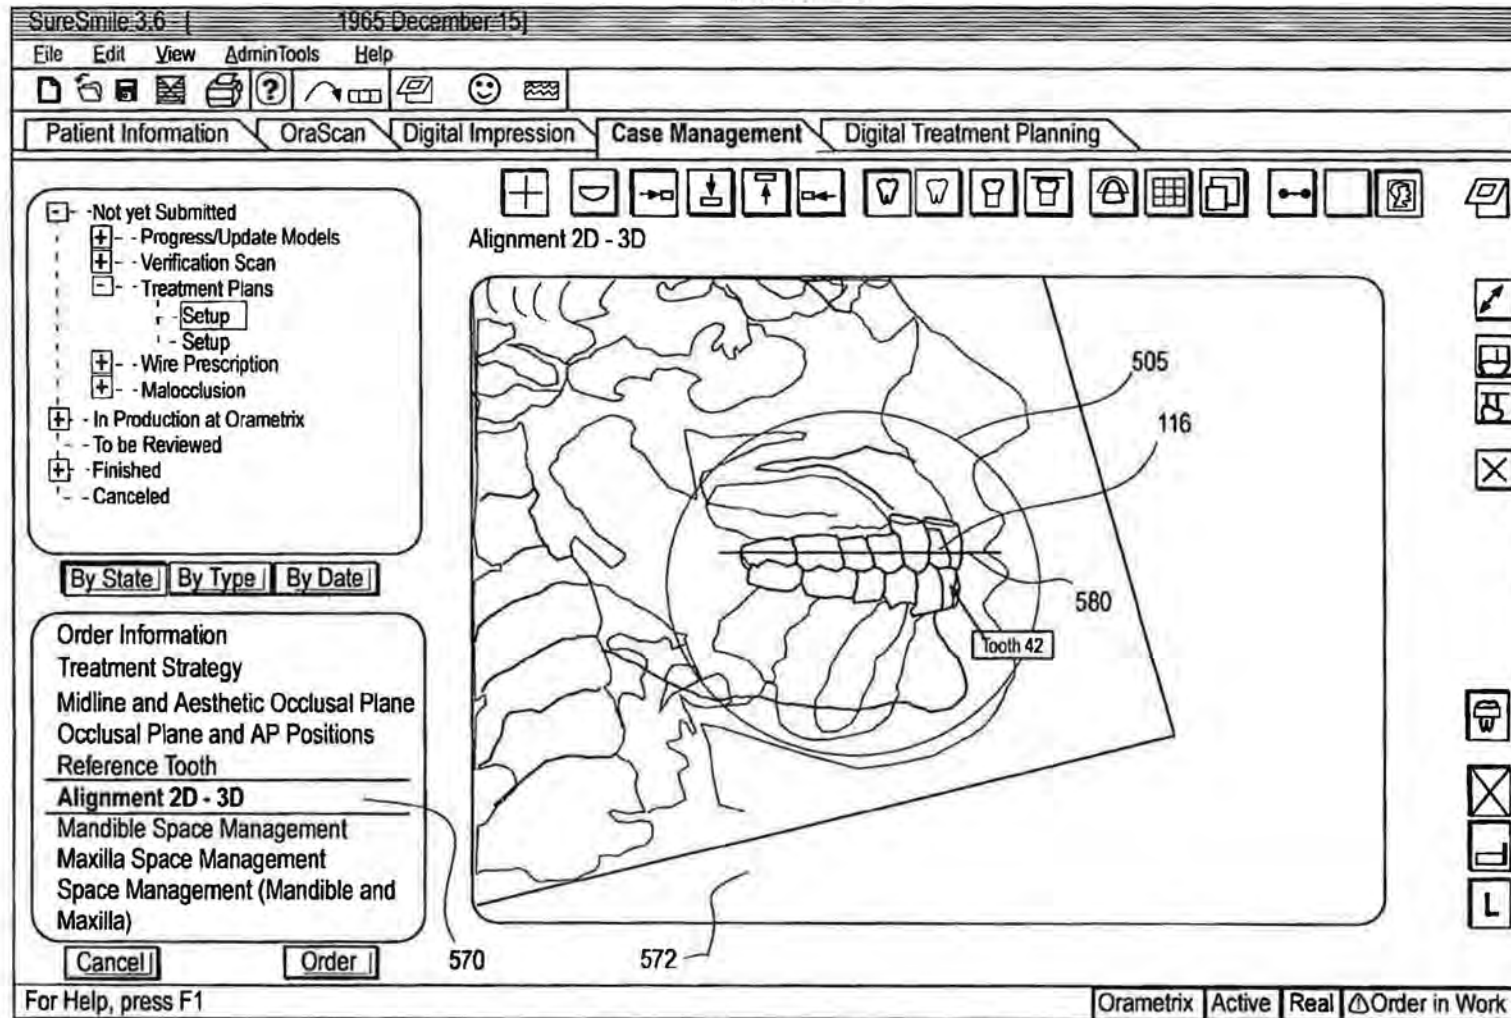 SureSmile 3.6 - [ 1965 December 15]
File Edit View AdminTools Help
Patient Information OraScan Digital Impression Case Management Digital Treatment Planning
- -Not yet Submitted
+ - - Progress/Update Models
+ - - Verification Scan
- - - Treatment Plans
- Setup
- Setup
+ - - Wire Prescription
+ - - Malocclusion
+ - - In Production at Orametrix
- - To be Reviewed
+ - - Finished
- - Canceled
By State By Type By Date
Order Information
Treatment Strategy
Midline and Aesthetic Occlusal Plane
Occlusal Plane and AP Positions
Reference Tooth
Alignment 2D - 3D
Mandible Space Management
Maxilla Space Management
Space Management (Mandible and
Maxilla)
Cancel Order
Alignment 2D - 3D
505
116
580
Tooth 42
570
572
L
For Help, press F1
Orametrix Active Real Order in Work